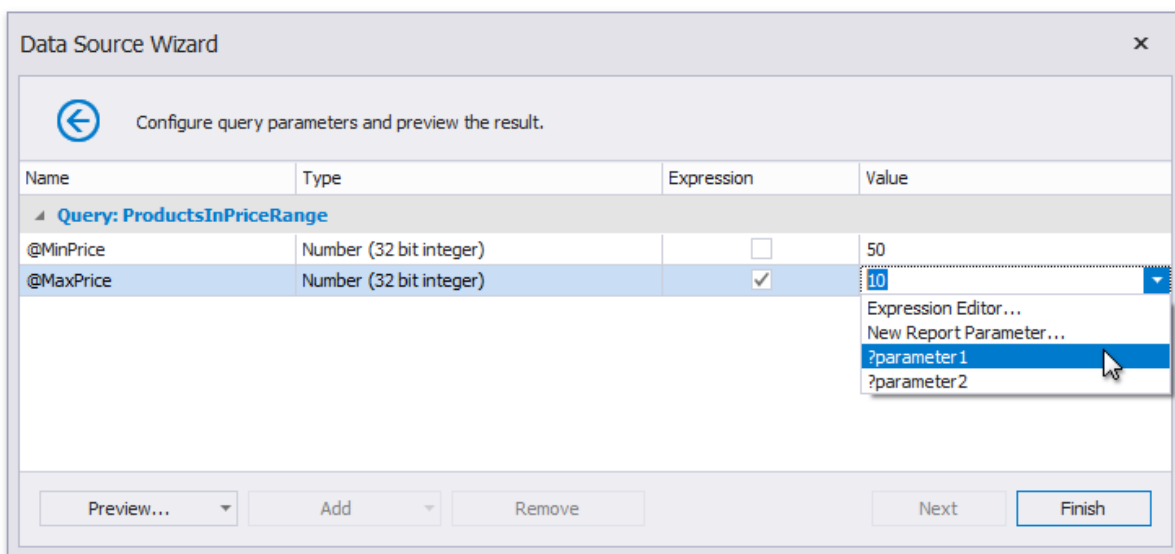 Data Source Wizard
Configure query parameters and preview the result.
Name Type Expression Value
Query: ProductsInPriceRange
@MinPrice Number (32 bit integer) 50
@MaxPrice Number (32 bit integer) 10
Expression Editor...
New Report Parameter...
?parameter1
?parameter2
Preview... Add Remove Next Finish